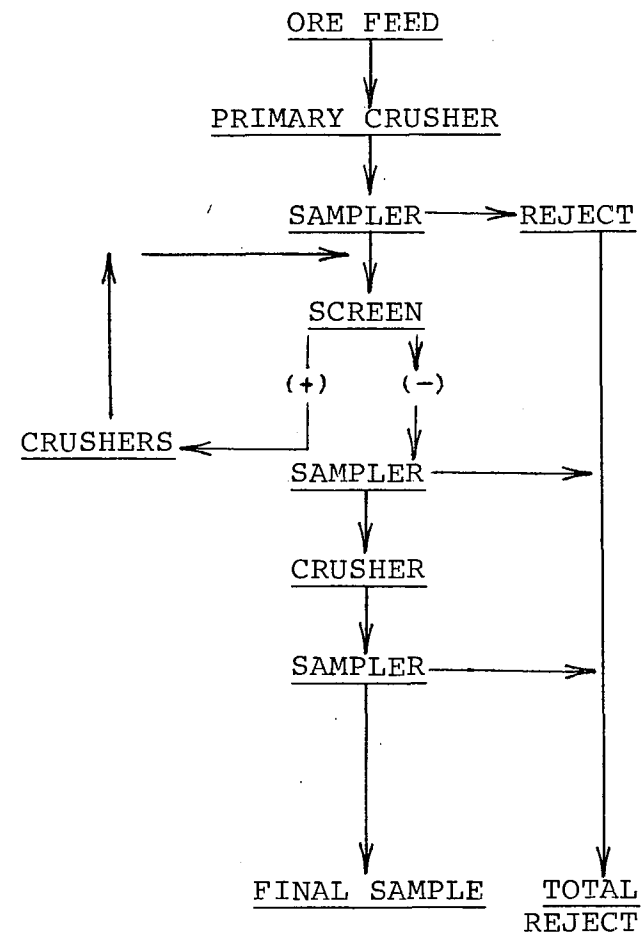 ORE FEED
PRIMARY CRUSHER
SAMPLER
REJECT
SCREEN
(+)
(-)
CRUSHERS
SAMPLER
CRUSHER
SAMPLER
FINAL SAMPLE
TOTAL
REJECT